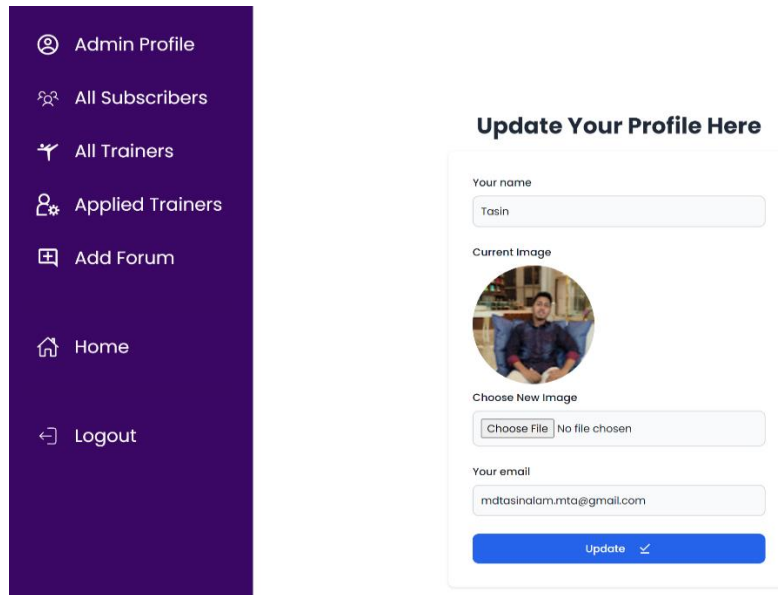 Admin Profile
All Subscribers
All Trainers
Applied Trainers
Add Forum
Home
Logout
Update Your Profile Here
Your name
Tasin
Current Image
Choose New Image
Choose File No file chosen
Your email
mdtasinalam.mta@gmail.com
Update